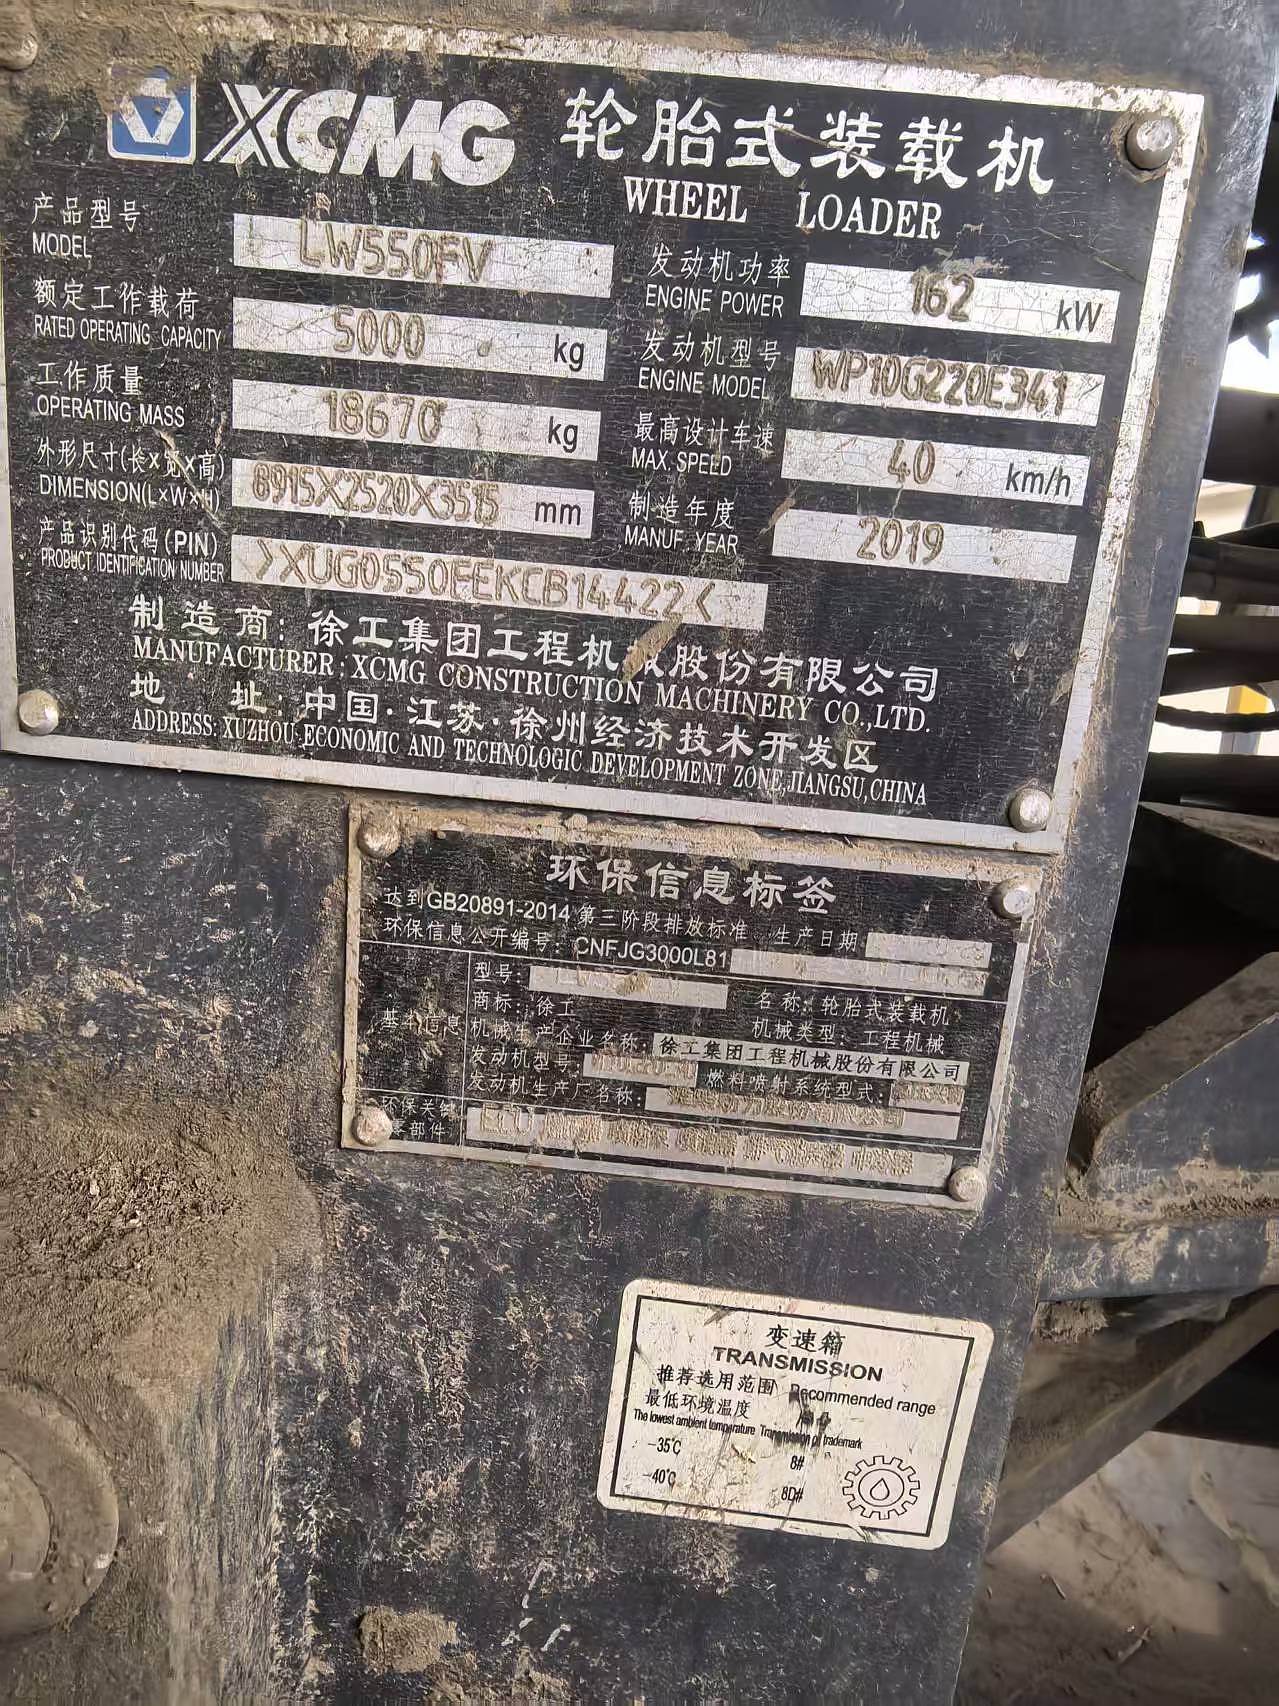 XCMG 轮胎式装载机
WHEEL LOADER
产品型号 LW550FV
MODEL
发动机功率 162 kW
ENGINE POWER
额定工作载荷 5000 kg
RATED OPERATING CAPACITY
发动机型号 WP10G220E341
ENGINE MODEL
工作质量 18670 kg
OPERATING MASS
最高设计车速 40 km/h
MAX. SPEED
外形尺寸(长×宽×高) 8915X2520X3515 mm
DIMENSION(L×W×H)
制造年度 2019
MANUF. YEAR
产品识别代码(PIN)
PRODUCT IDENTIFICATION NUMBER
制造商：徐工集团工程机械股份有限公司
MANUFACTURER: XCMG CONSTRUCTION MACHINERY CO.,LTD.
地 址：中国·江苏·徐州经济技术开发区
ADDRESS: XUZHOU ECONOMIC AND TECHNOLOGIC DEVELOPMENT ZONE,JIANGSU,CHINA
环保信息标签
达到GB20891-2014 第三阶段排放标准 生产日期
环保信息公开编号：CNFJG3000L81
型号： 名称：轮胎式装载机
商标：徐工 机械类型：工程机械
基本信息
机械生产企业名称：徐工集团工程机械股份有限公司
发动机型号： 燃料喷射系统型式：
发动机生产厂名称：
环保关键
零部件 ECU
变速箱
TRANSMISSION
推荐选用范围 Recommended range
最低环境温度
The lowest ambient temperature Transmission oil trademark
-35℃ 8#
-40℃ 8D#